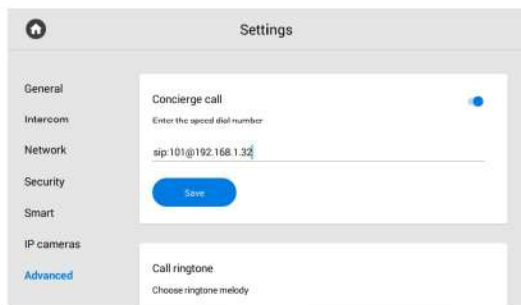 Settings
General
Intercom
Network
Security
Smart
IP cameras
Advanced
Concierge call
Enter the speed dial number
sip:101@192.168.1.32
Save
Call ringtone
Choose ringtone melody